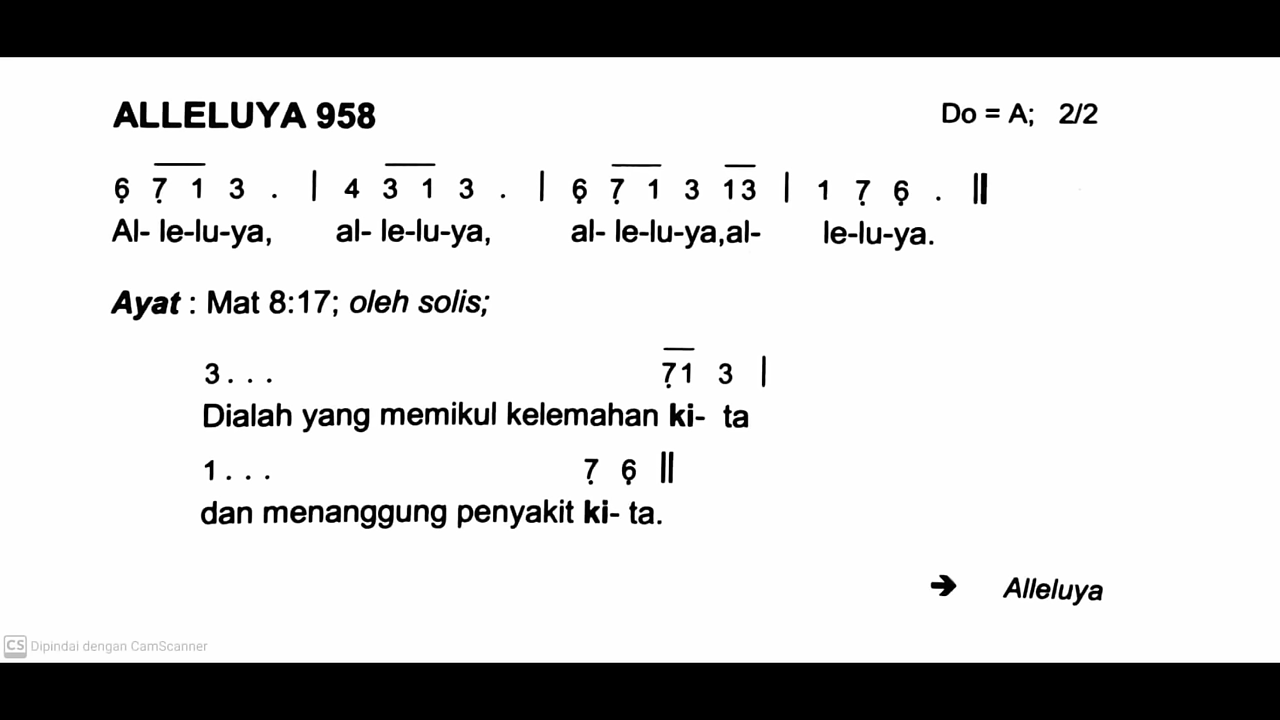 ALLELUYA 958 Do = A; 2/2
6̣ 7̣ 1 3 . | 4 3 1 3 . | 6̣ 7̣ 1 3 13 | 1 7̣ 6̣ . ||
Al- le-lu-ya, al- le-lu-ya, al- le-lu-ya,al- le-lu-ya.
Ayat : Mat 8:17; oleh solis;
3 . . . 7̣1 3 |
Dialah yang memikul kelemahan ki- ta
1 . . . 7̣ 6̣ ||
dan menanggung penyakit ki- ta.
→ Alleluya
CS Dipindai dengan CamScanner